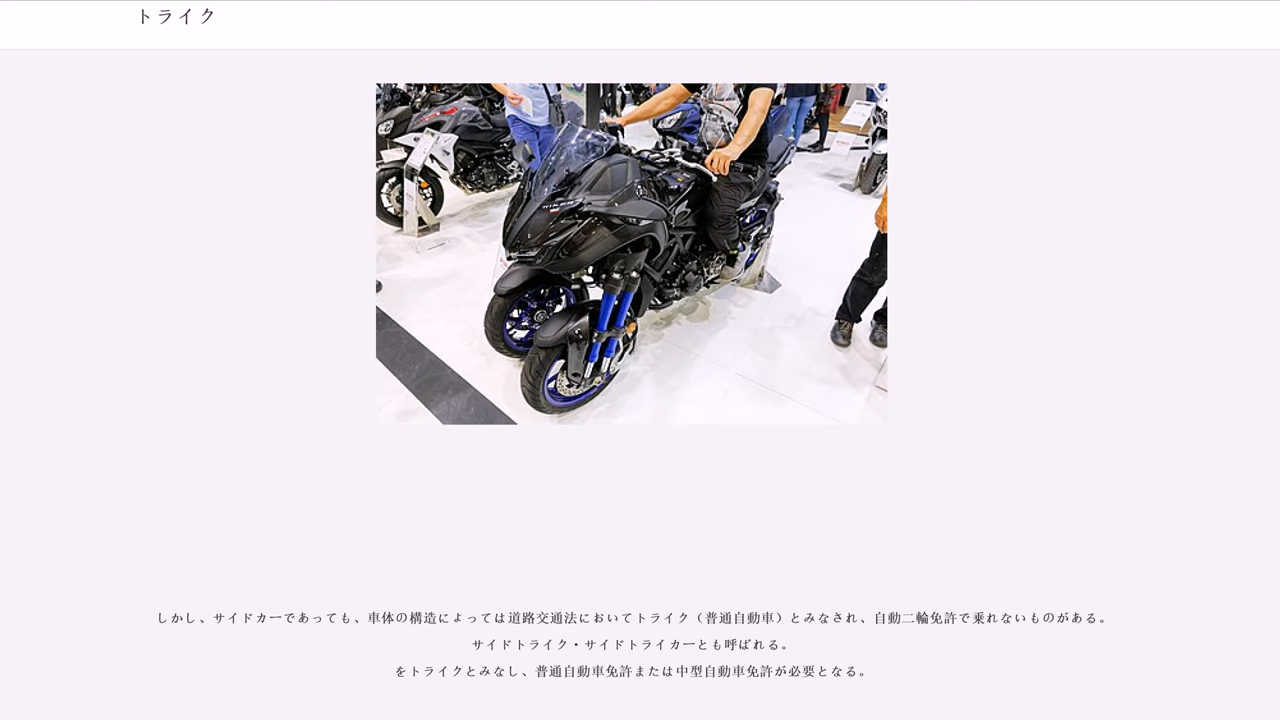 トライク
しかし、サイドカーであっても、車体の構造によっては道路交通法においてトライク（普通自動車）とみなされ、自動二輪免許で乗れないものがある。
サイドトライク・サイドトライカーとも呼ばれる。
をトライクとみなし、普通自動車免許または中型自動車免許が必要となる。